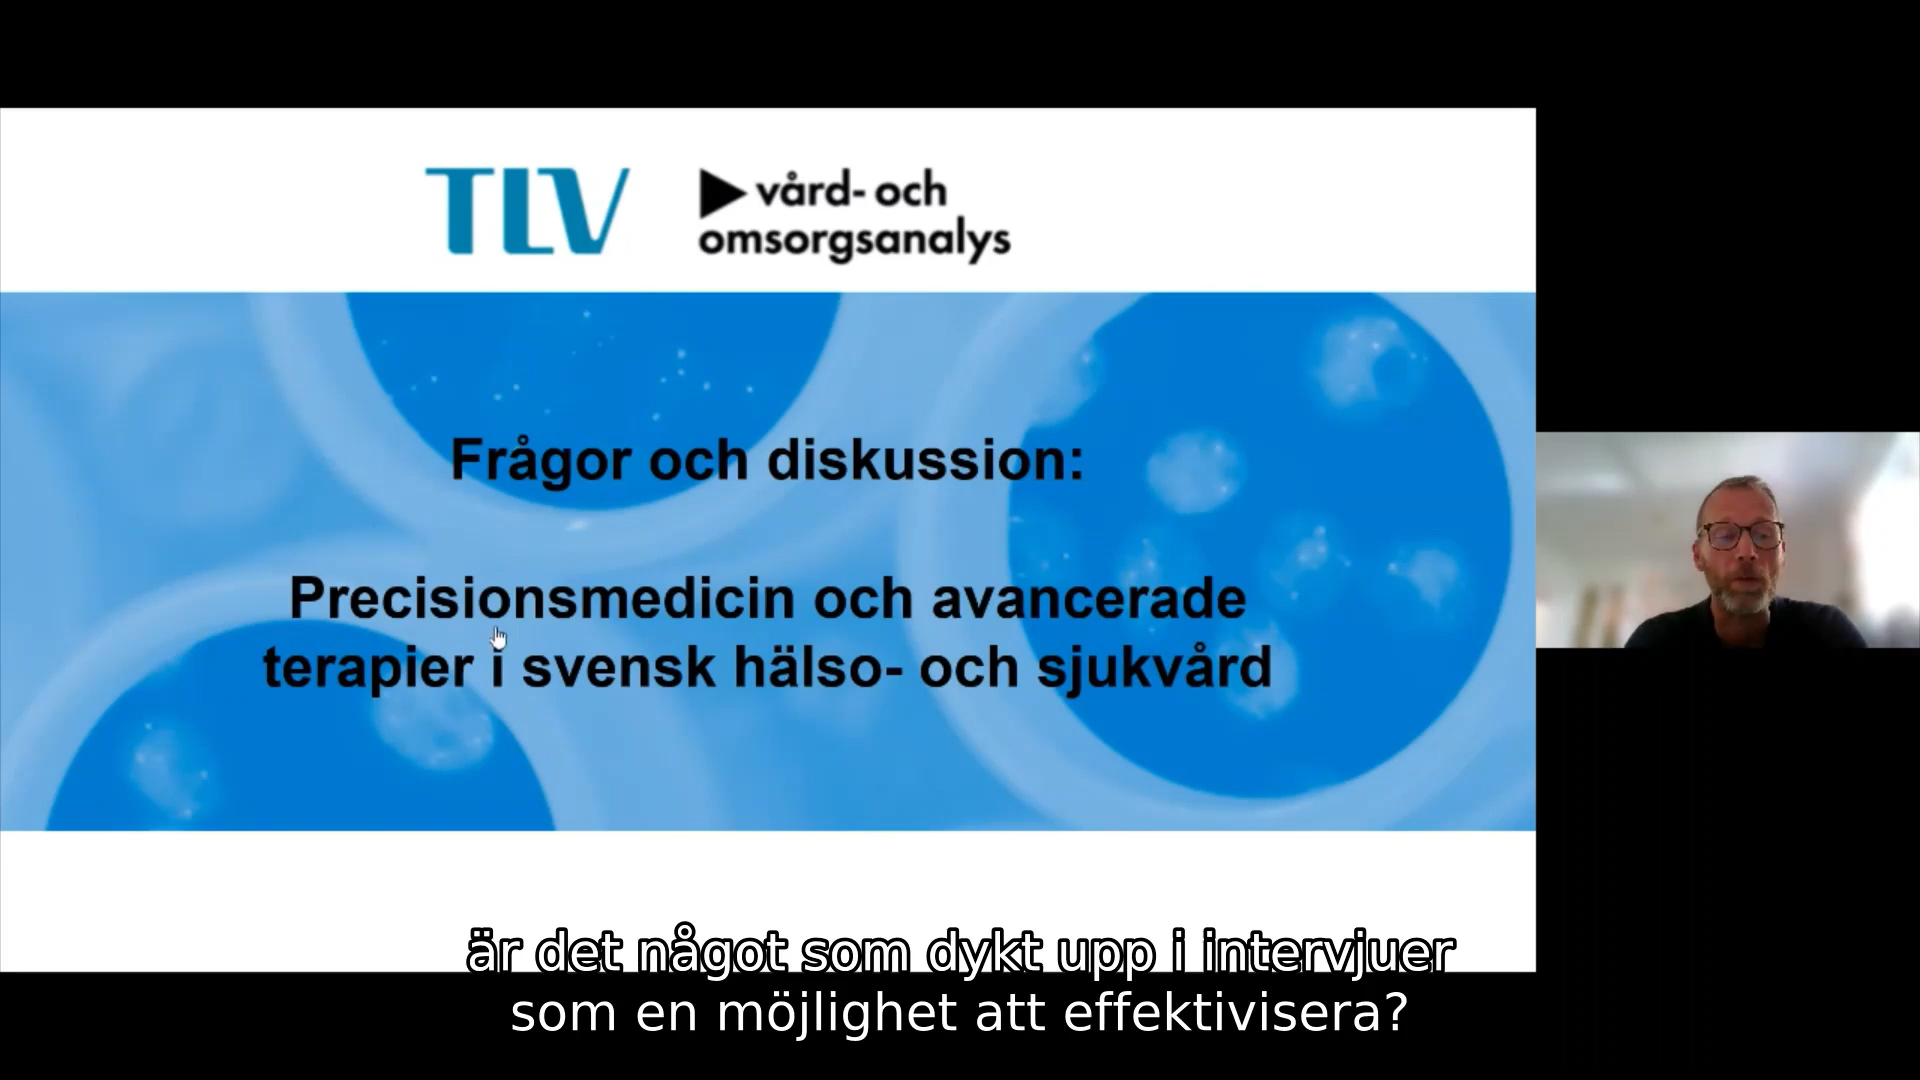 TLV
vård- och
omsorgsanalys
Frågor och diskussion:
Precisionsmedicin och avancerade
terapier i svensk hälso- och sjukvård
är det något som dykt upp i intervjuer
som en möjlighet att effektivisera?